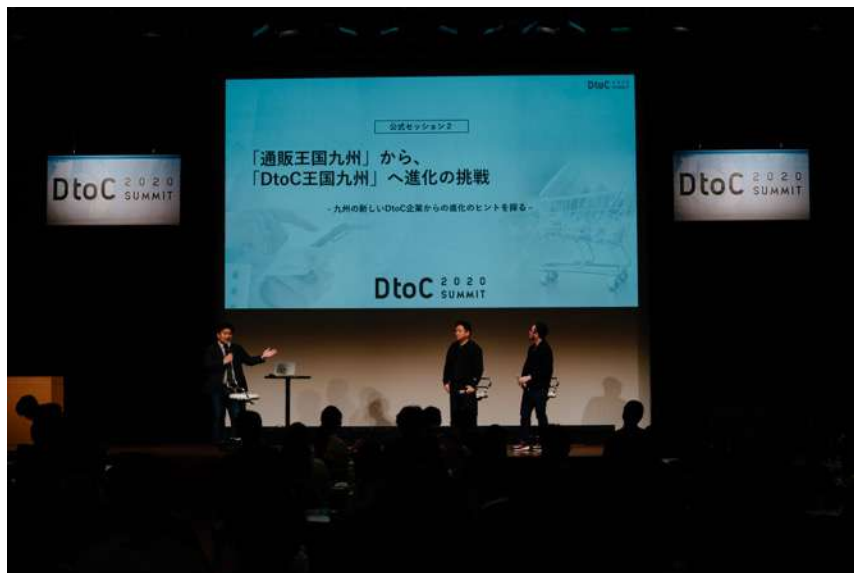 DtoC 2020 SUMMIT
公式セッション2
「通販王国九州」から、
「DtoC王国九州」へ進化の挑戦
- 九州の新しいDtoC企業からの進化のヒントを探る -
DtoC 2020 SUMMIT
DtoC 2020 SUMMIT
DtoC 2020 SUMMIT